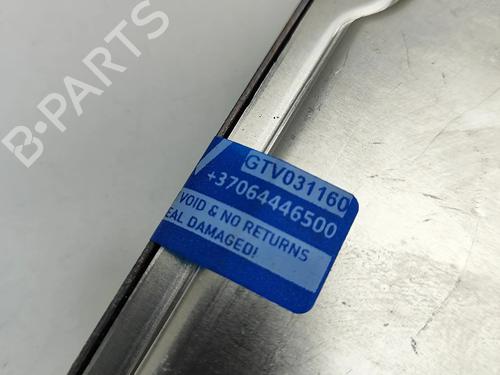 B-PARTS
GTV031160
+37064446500
VOID & NO RETURNS
EAL DAMAGED!